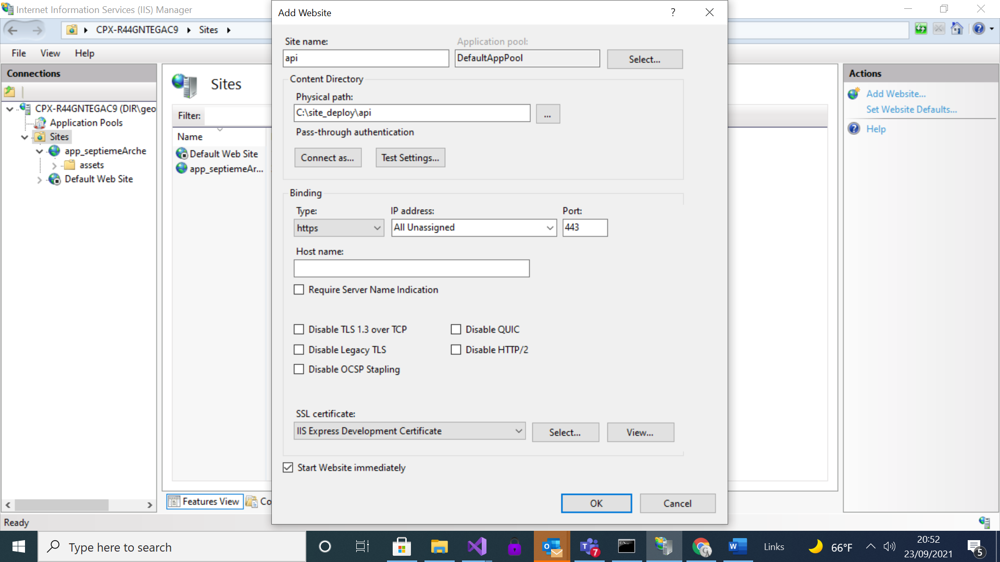 Internet Information Services (IIS) Manager
CPX-R44GNTEGAC9
Sites
File
View
Help
Connections
CPX-R44GNTEGAC9 (DIR\geo
Application Pools
Sites
app_septiemeArche
assets
Default Web Site
Sites
Filter:
Name
Default Web Site
app_septiemeAr...
Features View
Co
Ready
Add Website
?
Site name:
Application pool:
api
DefaultAppPool
Select...
Content Directory
Physical path:
C:\site_deploy\api
...
Pass-through authentication
Connect as...
Test Settings...
Binding
Type:
IP address:
Port:
https
All Unassigned
443
Host name:
Require Server Name Indication
Disable TLS 1.3 over TCP
Disable QUIC
Disable Legacy TLS
Disable HTTP/2
Disable OCSP Stapling
SSL certificate:
IIS Express Development Certificate
Select...
View...
Start Website immediately
OK
Cancel
Actions
Add Website...
Set Website Defaults...
Help
Type here to search
7
Links
66°F
20:52
23/09/2021
5